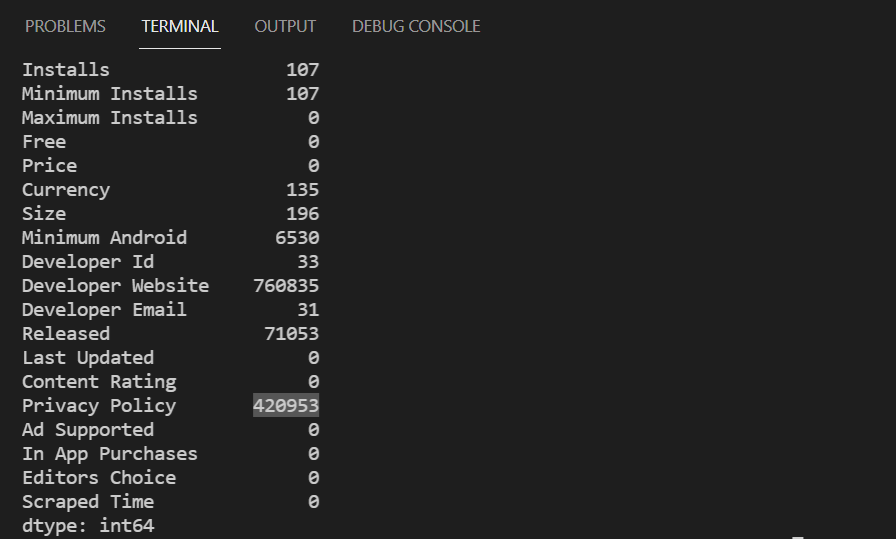 PROBLEMS TERMINAL OUTPUT DEBUG CONSOLE
Installs 107
Minimum Installs 107
Maximum Installs 0
Free 0
Price 0
Currency 135
Size 196
Minimum Android 6530
Developer Id 33
Developer Website 760835
Developer Email 31
Released 71053
Last Updated 0
Content Rating 0
Privacy Policy 420953
Ad Supported 0
In App Purchases 0
Editors Choice 0
Scraped Time 0
dtype: int64